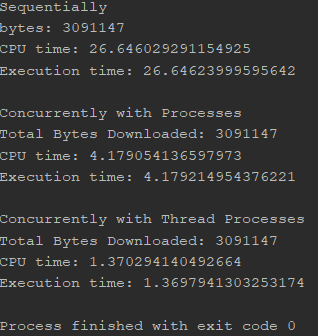 Sequentially
bytes: 3091147
CPU time: 26.646029291154925
Execution time: 26.64623999595642
Concurrently with Processes
Total Bytes Downloaded: 3091147
CPU time: 4.179054136597973
Execution time: 4.179214954376221
Concurrently with Thread Processes
Total Bytes Downloaded: 3091147
CPU time: 1.370294140492664
Execution time: 1.3697941303253174
Process finished with exit code 0